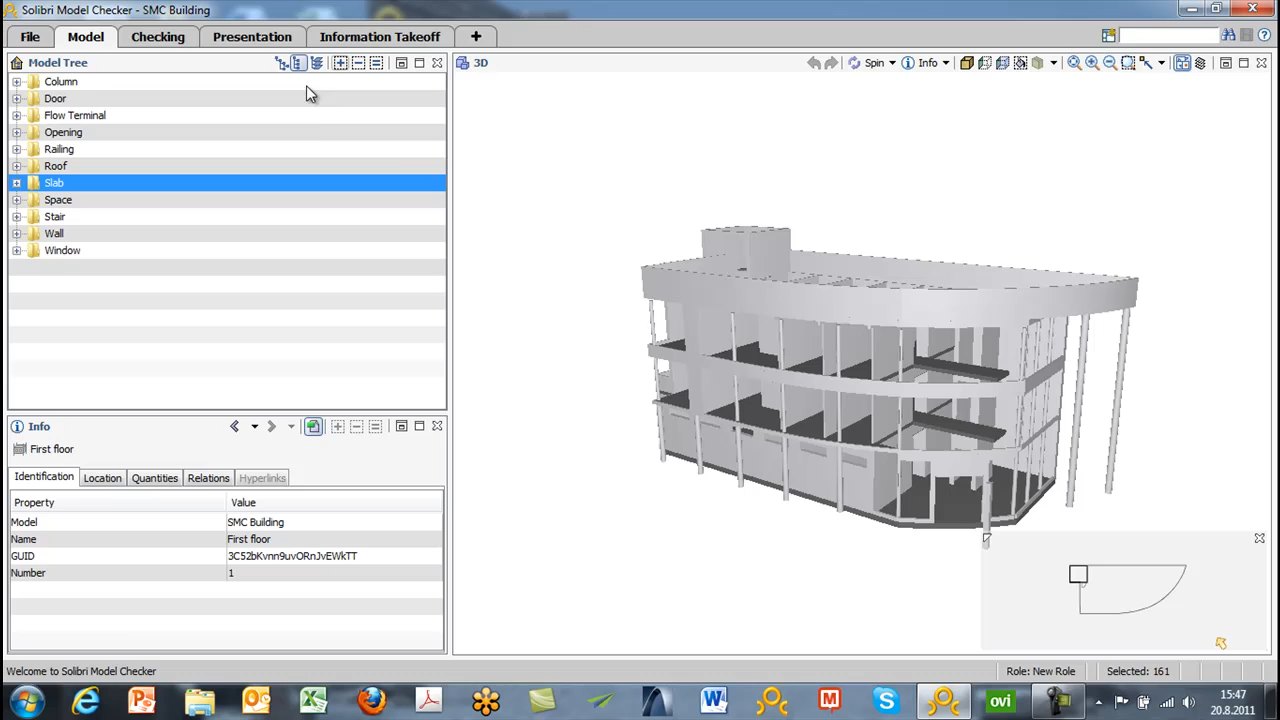 Solibri Model Checker - SMC Building
File
Model
Checking
Presentation
Information Takeoff
Model Tree
3D
Spin
Info
Column
Door
Flow Terminal
Opening
Railing
Roof
Slab
Space
Stair
Wall
Window
Info
First floor
Identification
Location
Quantities
Relations
Hyperlinks
Property Value
Model SMC Building
Name First floor
GUID 3C52bKvnn9uvORnJvEWkTT
Number 1
Welcome to Solibri Model Checker
Role: New Role
Selected: 161
ovi
15:47
20.8.2011